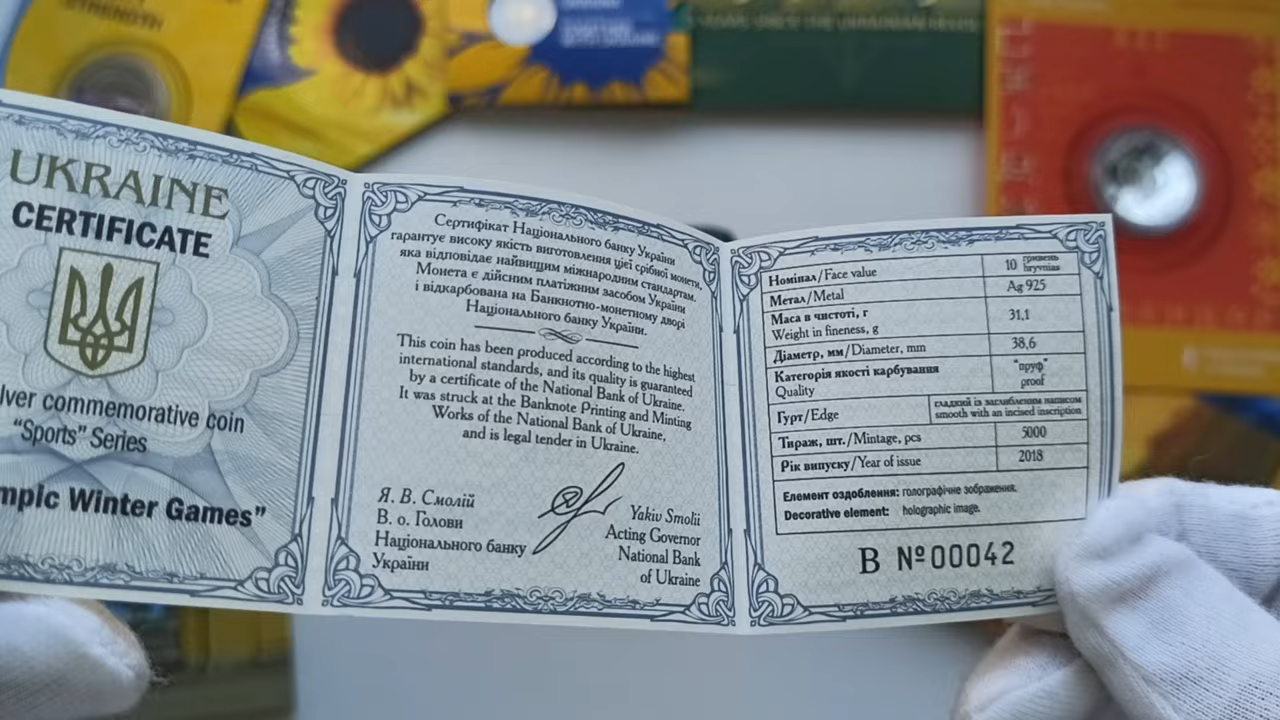 STRENGTH
UKRAINE
CERTIFICATE
lver commemorative coin
“Sports” Series
mpic Winter Games”
Сертифікат Національного банку України
гарантує високу якість виготовлення цієї срібної монети,
яка відповідає найвищим міжнародним стандартам.
Монета є дійсним платіжним засобом України
і відкарбована на Банкнотно-монетному дворі
Національного банку України.
This coin has been produced according to the highest
international standards, and its quality is guaranteed
by a certificate of the National Bank of Ukraine.
It was struck at the Banknote Printing and Minting
Works of the National Bank of Ukraine,
and is legal tender in Ukraine.
Я. В. Смолій
В. о. Голови
Національного банку
України
Yakiv Smolii
Acting Governor
National Bank
of Ukraine
Номінал/Face value 10 гривень hryvnias
Метал/Metal Ag 925
Маса в чистоті, г
Weight in fineness, g 31,1
Діаметр, мм/Diameter, mm 38,6
Категорія якості карбування "пруф"
Quality proof
Гурт/Edge гладкий із заглибленим написом
smooth with an incised inscription
Тираж, шт./Mintage, pcs 5000
Рік випуску/Year of issue 2018
Елемент оздоблення: голографічне зображення.
Decorative element: holographic image.
В №00042